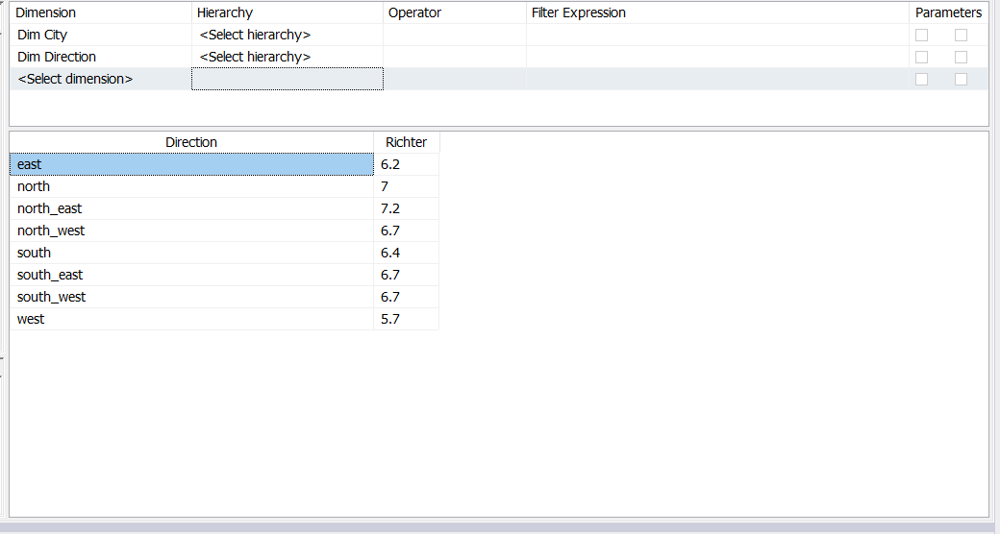 Dimension Hierarchy Operator Filter Expression Parameters
Dim City <Select hierarchy>
Dim Direction <Select hierarchy>
<Select dimension>
Direction Richter
east 6.2
north 7
north_east 7.2
north_west 6.7
south 6.4
south_east 6.7
south_west 6.7
west 5.7